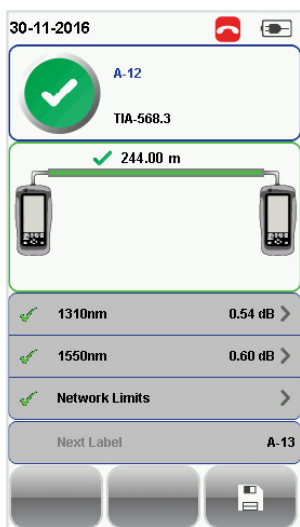 30-11-2016
A-12
TIA-568.3
244.00 m
1310nm 0.54 dB
1550nm 0.60 dB
Network Limits
Next Label A-13